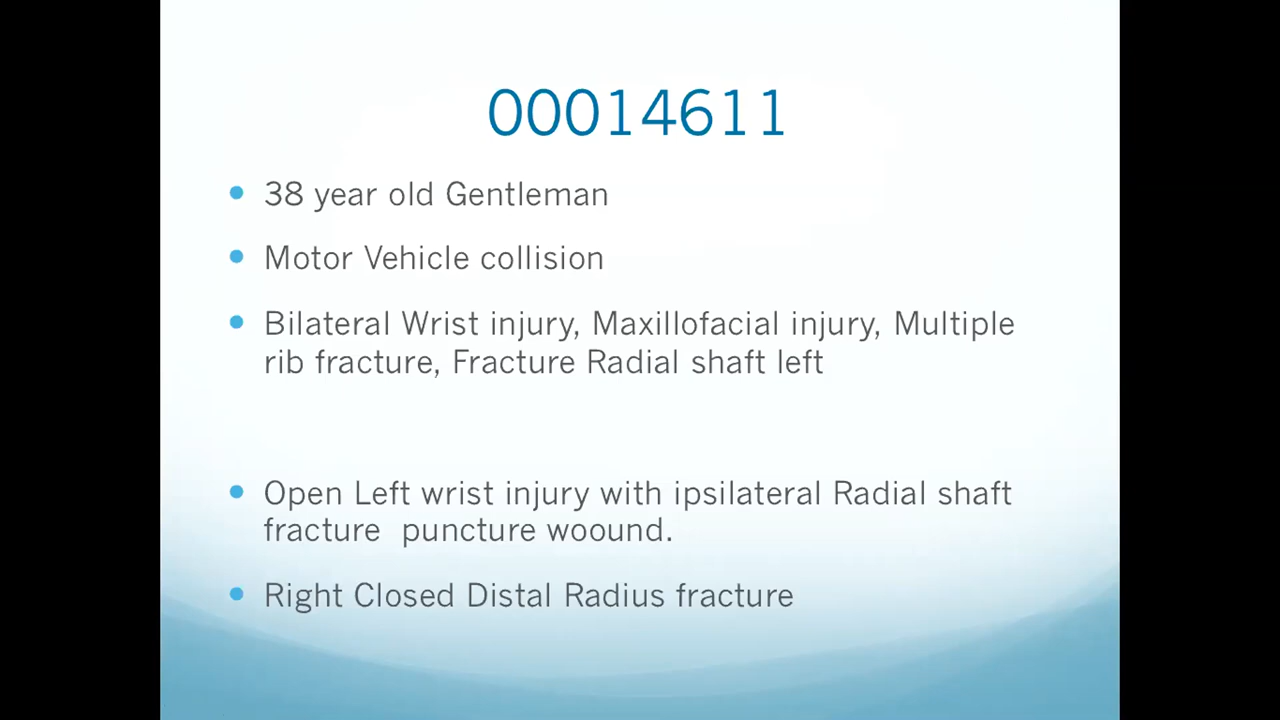 00014611
• 38 year old Gentleman
• Motor Vehicle collision
• Bilateral Wrist injury, Maxillofacial injury, Multiple
rib fracture, Fracture Radial shaft left
• Open Left wrist injury with ipsilateral Radial shaft
fracture  puncture woound.
• Right Closed Distal Radius fracture